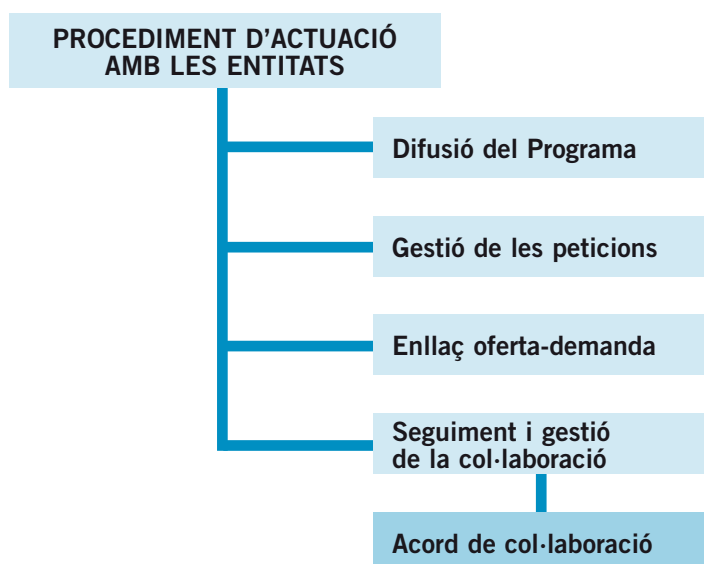 PROCEDIMENT D'ACTUACIÓ
AMB LES ENTITATS
Difusió del Programa
Gestió de les peticions
Enllaç oferta-demanda
Seguiment i gestió
de la col·laboració
Acord de col·laboració